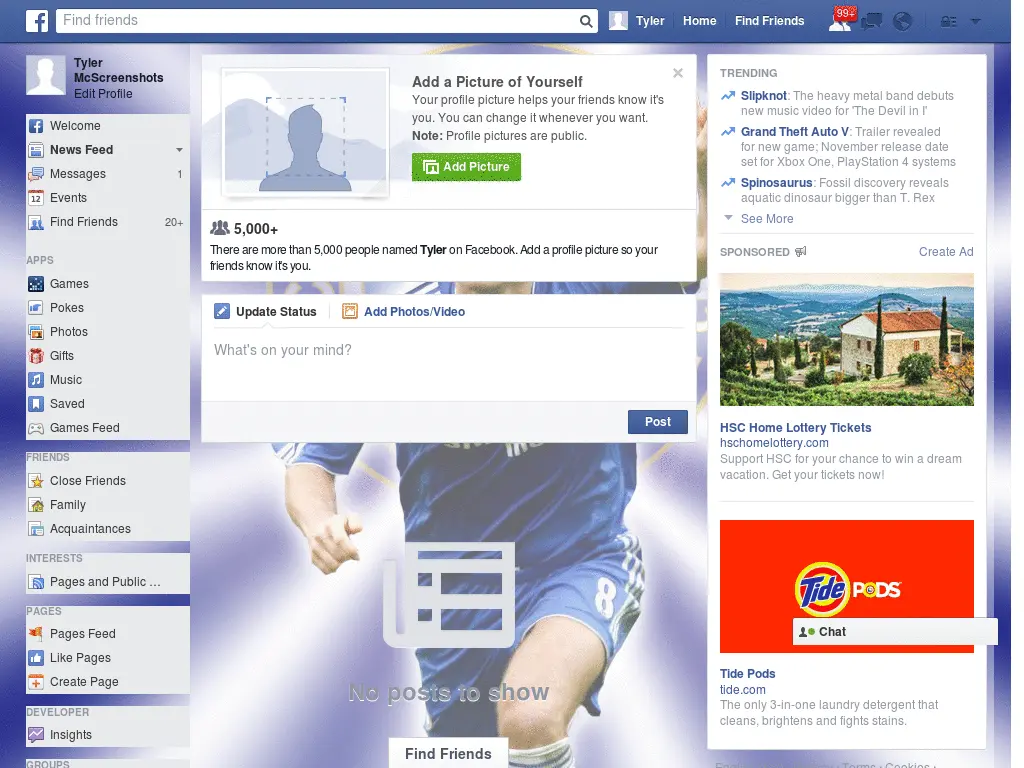 Find friends
Tyler
Home
Find Friends
99+
Tyler
McScreenshots
Edit Profile
Welcome
News Feed
Messages
1
12
Events
Find Friends
20+
APPS
Games
Pokes
Photos
Gifts
Music
Saved
Games Feed
FRIENDS
Close Friends
Family
Acquaintances
INTERESTS
Pages and Public ...
PAGES
Pages Feed
Like Pages
Create Page
DEVELOPER
Insights
GROUPS
Add a Picture of Yourself
Your profile picture helps your friends know it's
you. You can change it whenever you want.
Note: Profile pictures are public.
Add Picture
5,000+
There are more than 5,000 people named Tyler on Facebook. Add a profile picture so your
friends know it's you.
Update Status
Add Photos/Video
What's on your mind?
Post
8
No posts to show
Find Friends
TRENDING
Slipknot: The heavy metal band debuts
new music video for 'The Devil in I'
Grand Theft Auto V: Trailer revealed
for new game; November release date
set for Xbox One, PlayStation 4 systems
Spinosaurus: Fossil discovery reveals
aquatic dinosaur bigger than T. Rex
See More
SPONSORED
Create Ad
HSC Home Lottery Tickets
hschomelottery.com
Support HSC for your chance to win a dream
vacation. Get your tickets now!
Tide PODS
Chat
Tide Pods
tide.com
The only 3-in-one laundry detergent that
cleans, brightens and fights stains.
Terms · Cookies ·